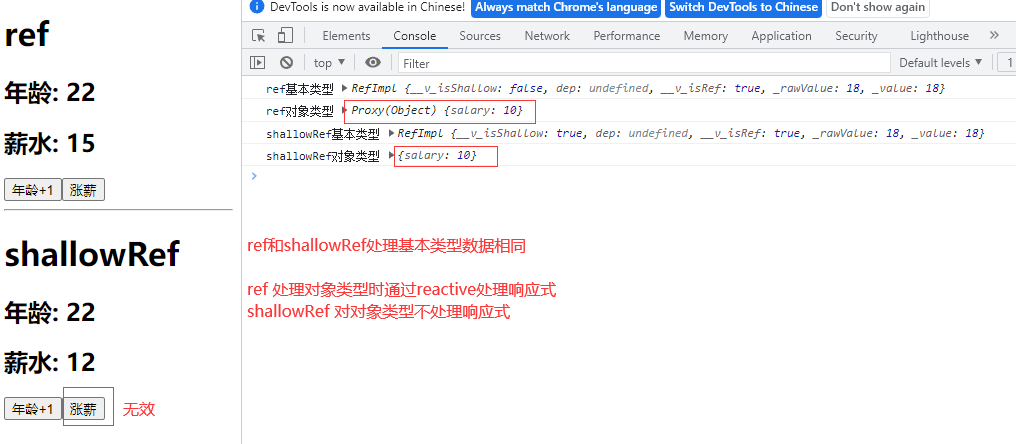 ref
年龄: 22
薪水: 15
年龄+1 涨薪
shallowRef
年龄: 22
薪水: 12
年龄+1 涨薪 无效
DevTools is now available in Chinese! Always match Chrome's language Switch DevTools to Chinese Don't show again
Elements Console Sources Network Performance Memory Application Security Lighthouse »
top ▼ Filter Default levels ▼ 1
ref基本类型 ▶ RefImpl {__v_isShallow: false, dep: undefined, __v_isRef: true, _rawValue: 18, _value: 18}
ref对象类型 ▶ Proxy(Object) {salary: 10}
shallowRef基本类型 ▶ RefImpl {__v_isShallow: true, dep: undefined, __v_isRef: true, _rawValue: 18, _value: 18}
shallowRef对象类型 ▶ {salary: 10}
>
ref和shallowRef处理基本类型数据相同
ref 处理对象类型时通过reactive处理响应式
shallowRef 对对象类型不处理响应式